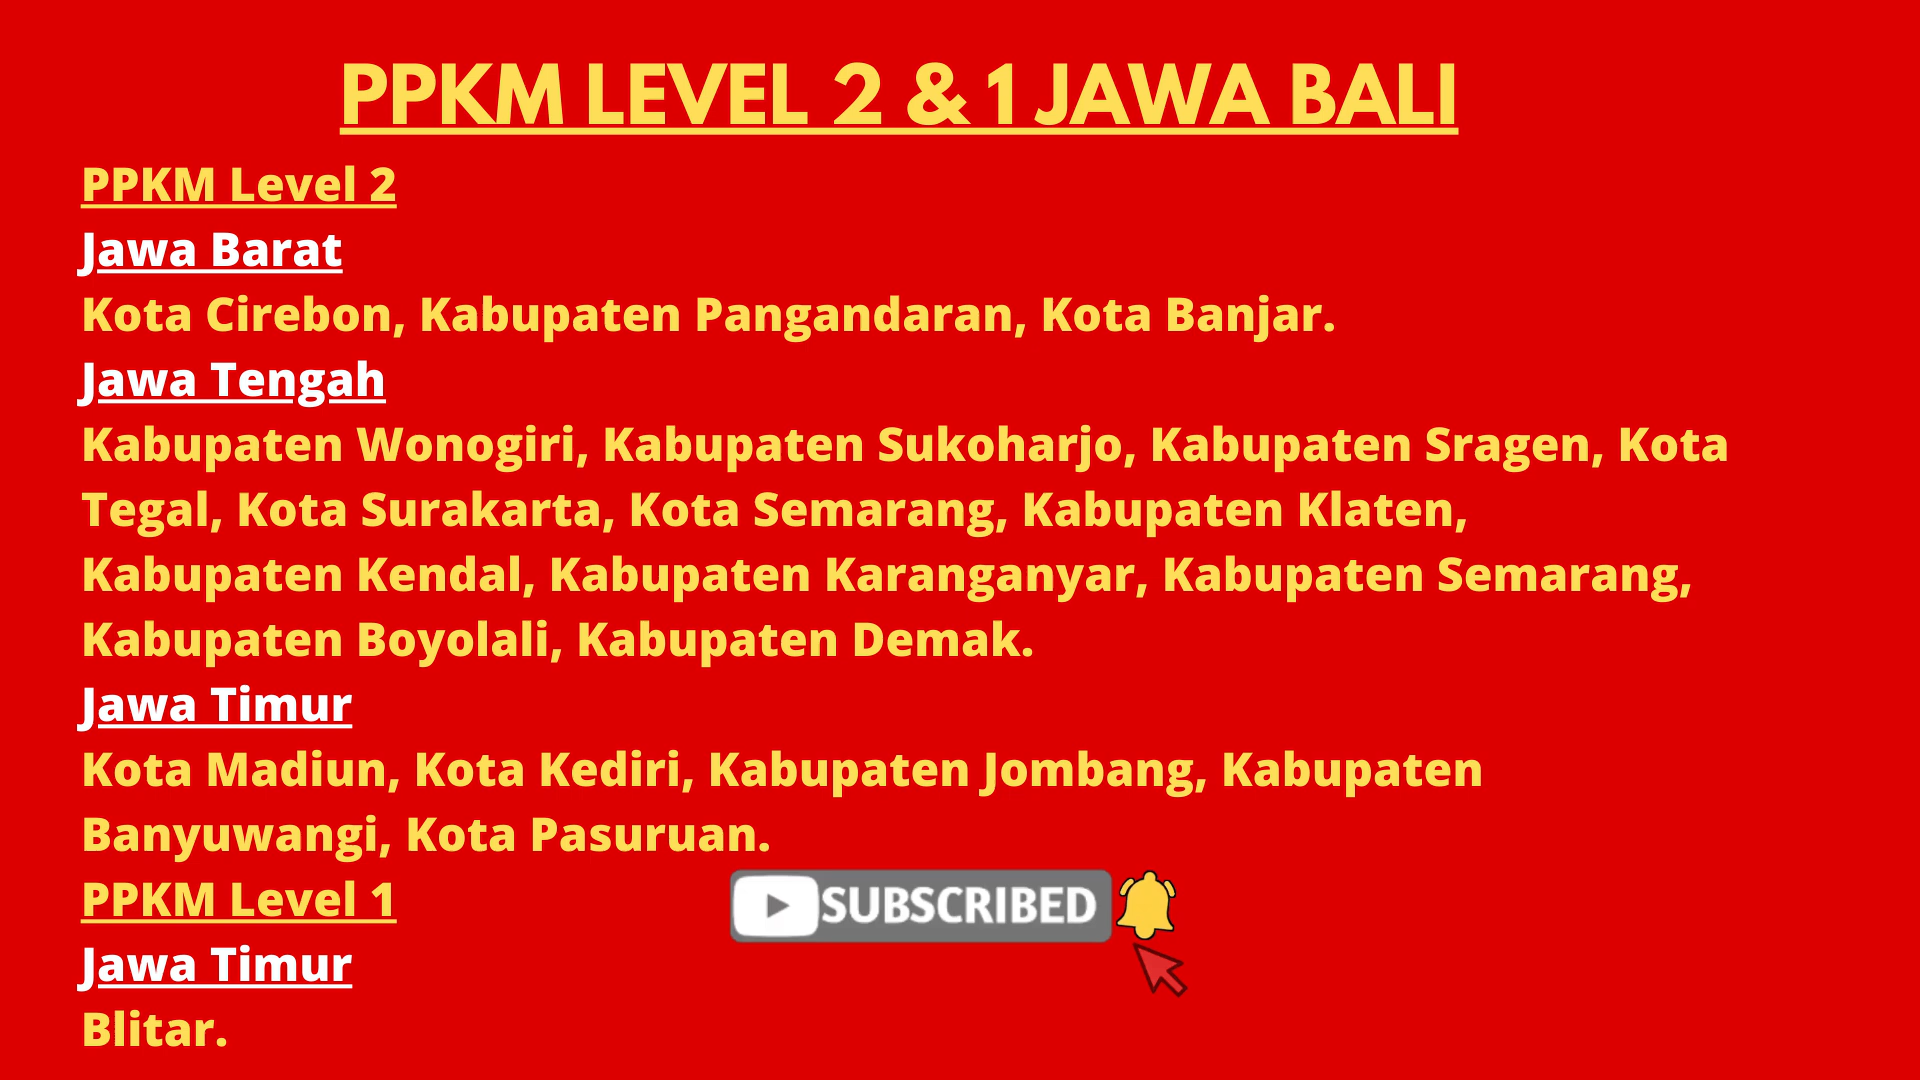 PPKM LEVEL 2 & 1 JAWA BALI
PPKM Level 2
Jawa Barat
Kota Cirebon, Kabupaten Pangandaran, Kota Banjar.
Jawa Tengah
Kabupaten Wonogiri, Kabupaten Sukoharjo, Kabupaten Sragen, Kota
Tegal, Kota Surakarta, Kota Semarang, Kabupaten Klaten,
Kabupaten Kendal, Kabupaten Karanganyar, Kabupaten Semarang,
Kabupaten Boyolali, Kabupaten Demak.
Jawa Timur
Kota Madiun, Kota Kediri, Kabupaten Jombang, Kabupaten
Banyuwangi, Kota Pasuruan.
PPKM Level 1
SUBSCRIBED
Jawa Timur
Blitar.